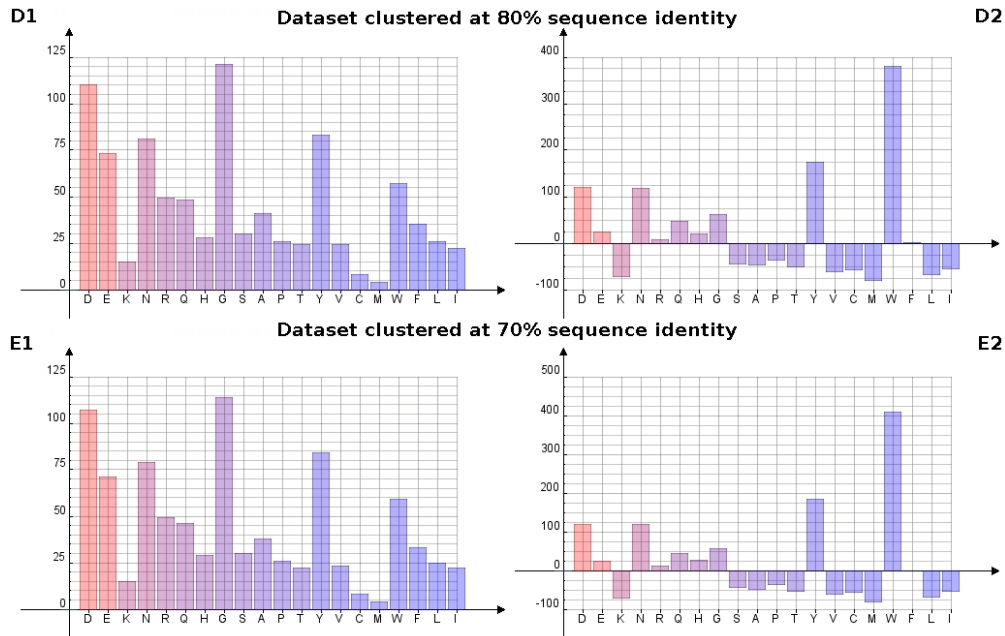 D1
Dataset clustered at 80% sequence identity
D2
125
100
75
50
25
0
D E K N R Q H G S A P T Y V C M W F L I
400
300
200
100
0
-100
D E K N R Q H G S A P T Y V C M W F L I
E1
Dataset clustered at 70% sequence identity
E2
125
100
75
50
25
0
D E K N R Q H G S A P T Y V C M W F L I
500
400
300
200
100
0
-100
D E K N R Q H G S A P T Y V C M W F L I